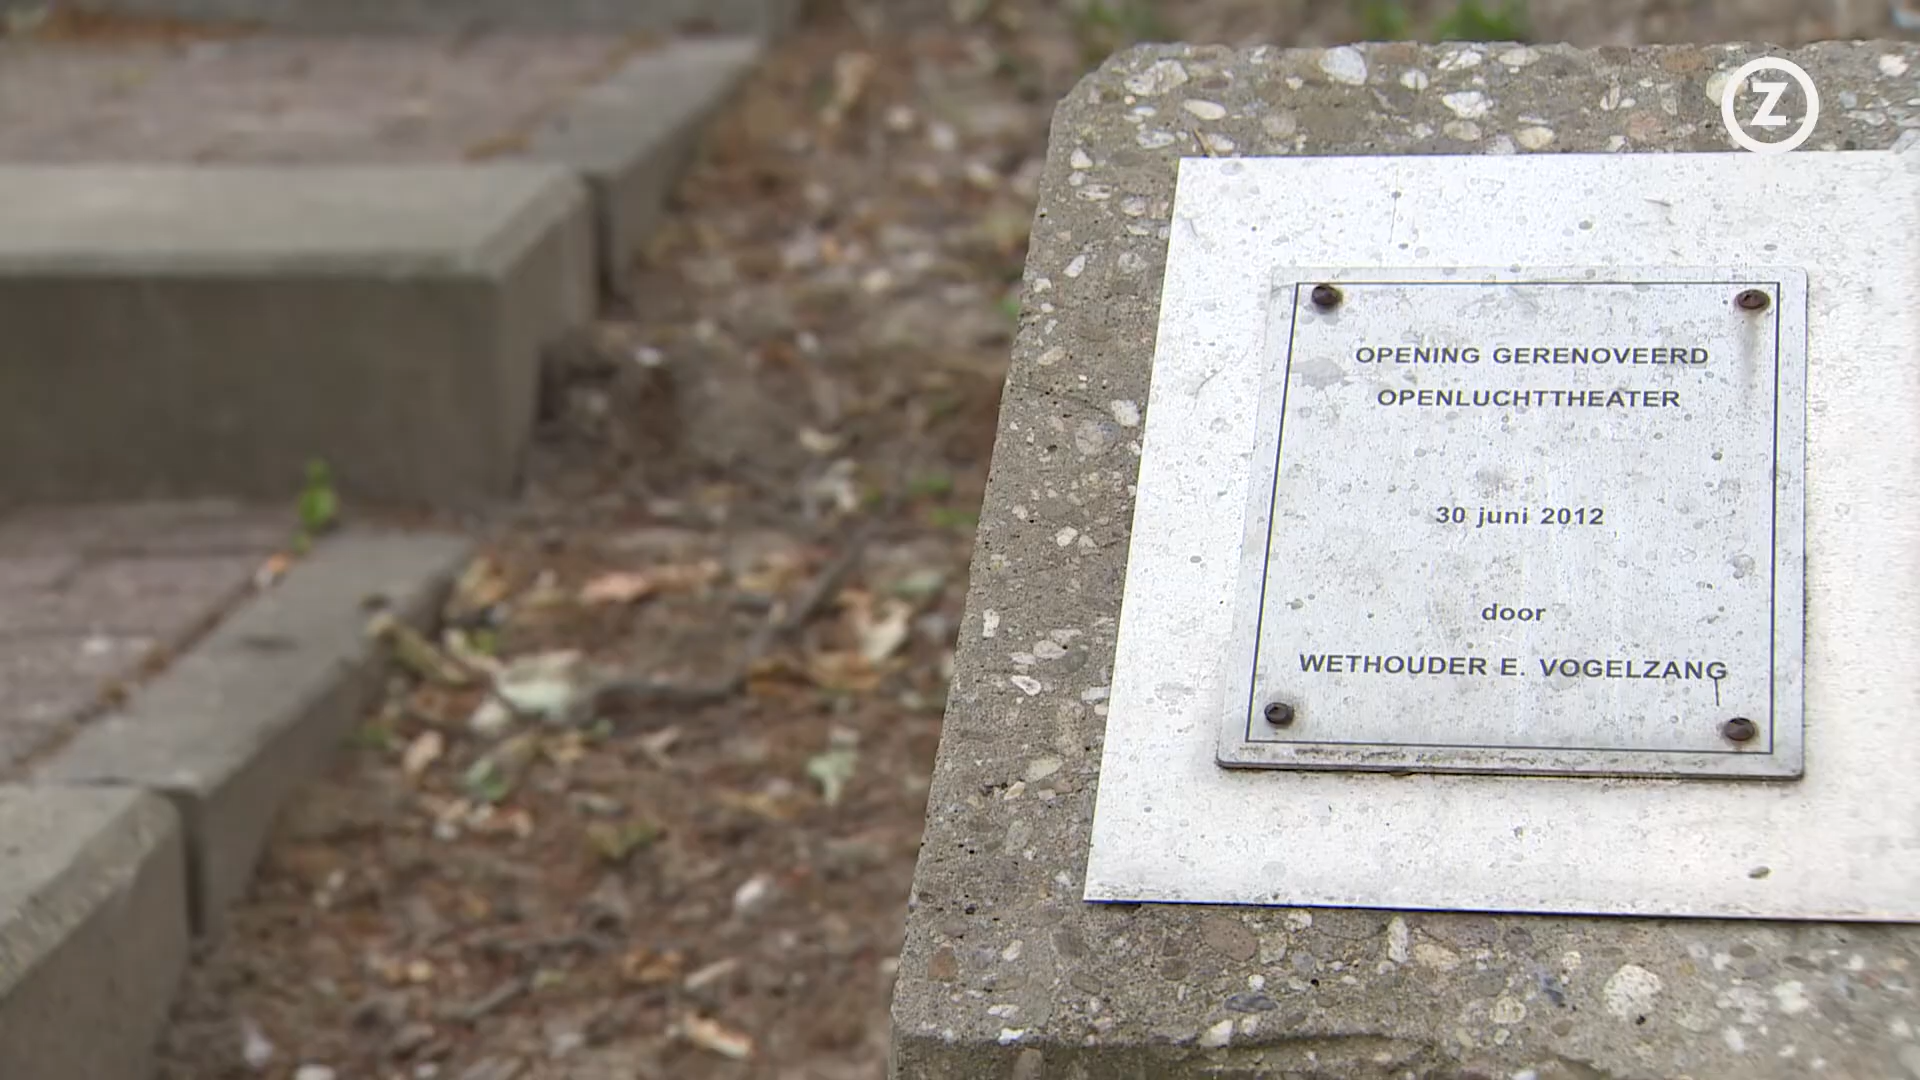 Z
OPENING GERENOVEERD
OPENLUCHTTHEATER
30 juni 2012
door
WETHOUDER E. VOGELZANG